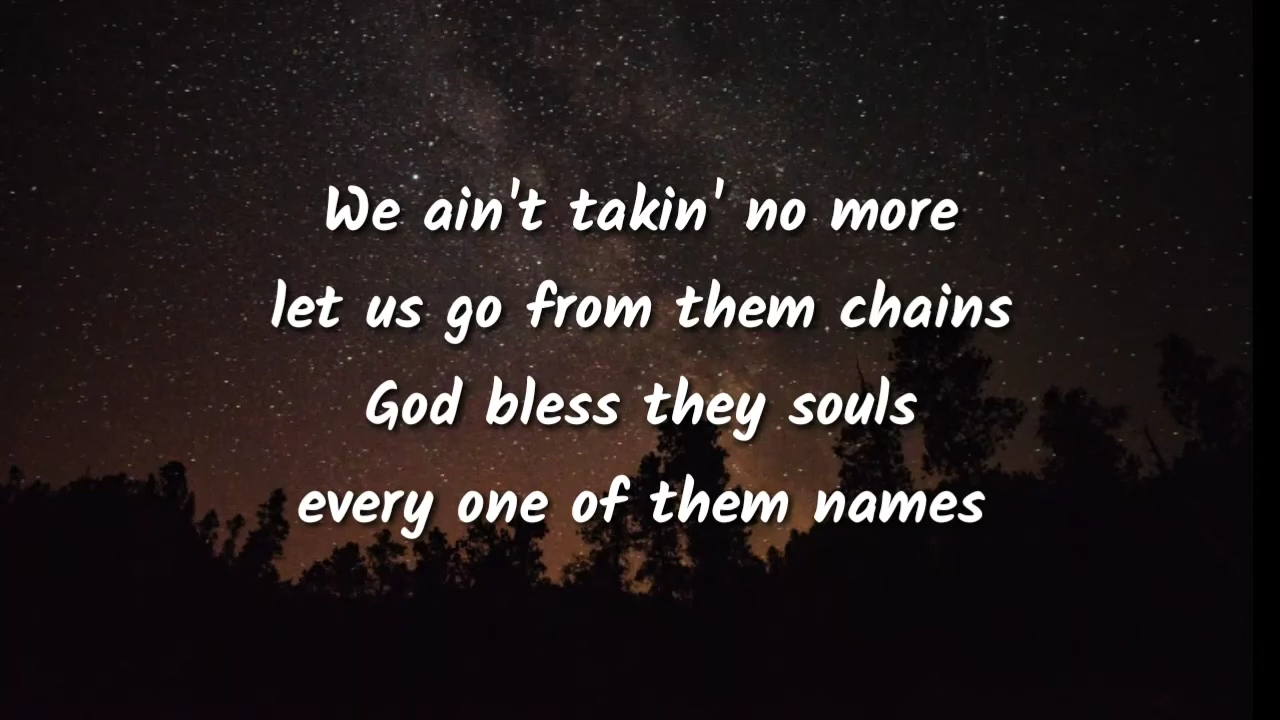 We ain't takin' no more
let us go from them chains
God bless they souls
every one of them names